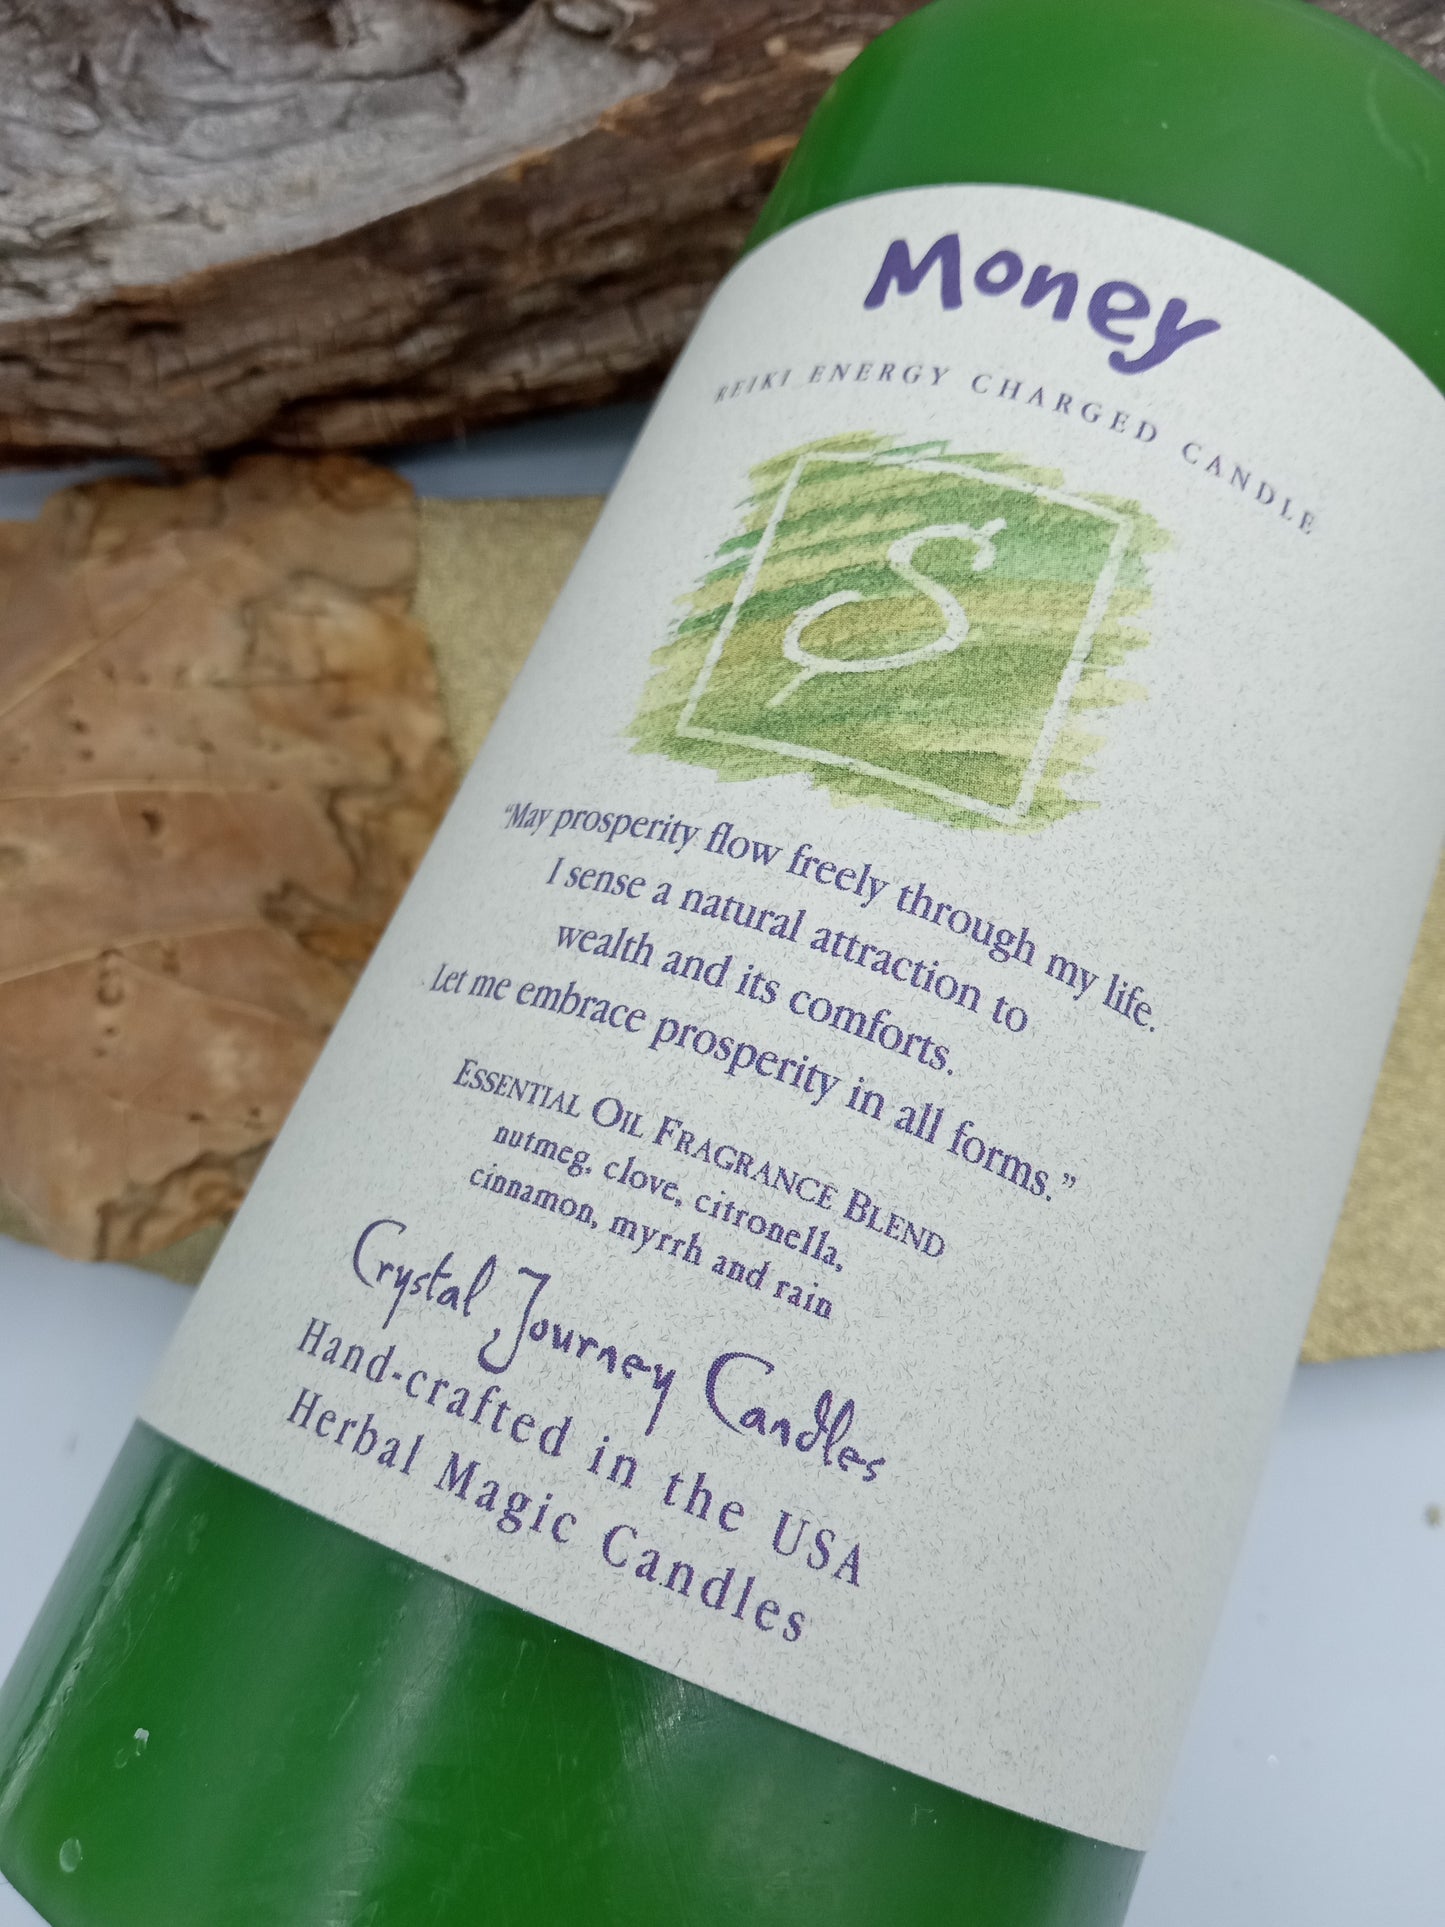 Money
REIKI ENERGY CHARGED CANDLE
S
“May prosperity flow freely through my life.
I sense a natural attraction to
wealth and its comforts.
Let me embrace prosperity in all forms.”
ESSENTIAL OIL FRAGRANCE BLEND
nutmeg, clove, citronella,
cinnamon, myrrh and rain
Crystal Journey Candles
Hand-crafted in the USA
Herbal Magic Candles